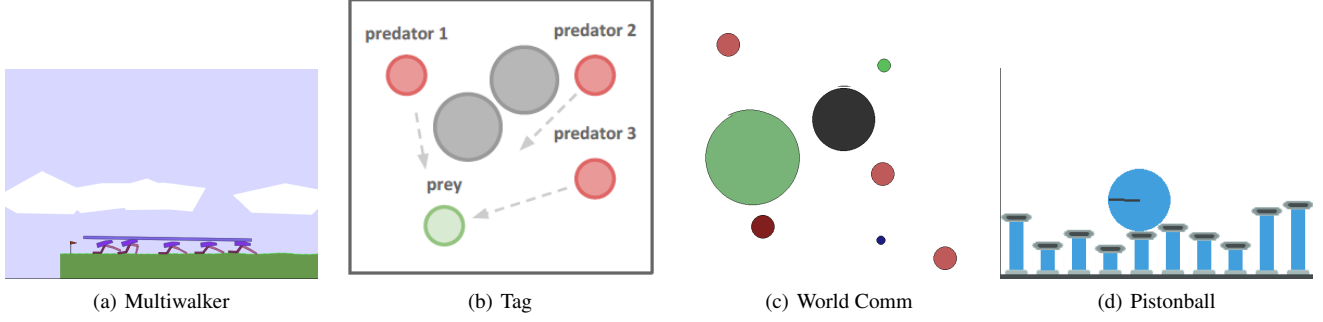 predator 1
predator 2
predator 3
prey
(a) Multiwalker
(b) Tag
(c) World Comm
(d) Pistonball